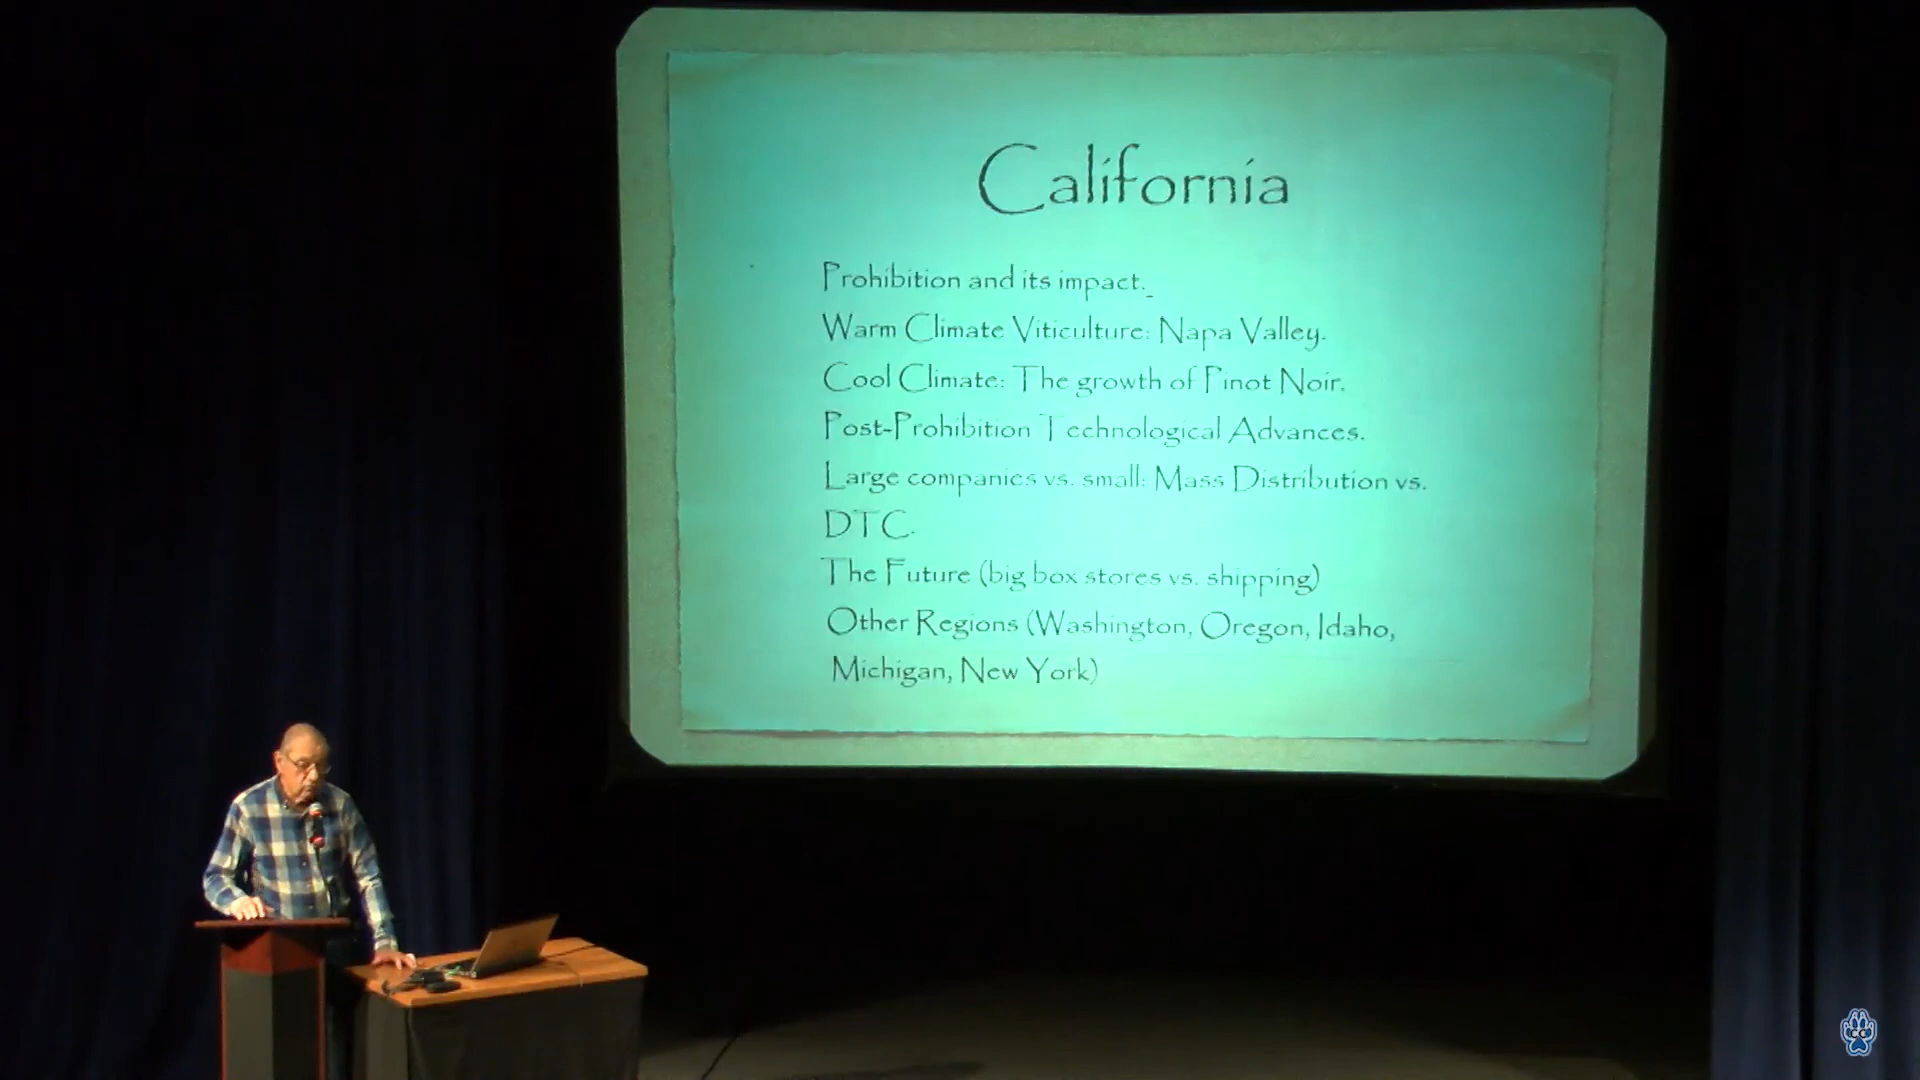 California
Prohibition and its impact.
Warm Climate Viticulture: Napa Valley.
Cool Climate: The growth of Pinot Noir.
Post-Prohibition Technological Advances.
Large companies vs. small: Mass Distribution vs.
DTC.
The Future (big box stores vs. shipping)
Other Regions (Washington, Oregon, Idaho,
Michigan, New York)